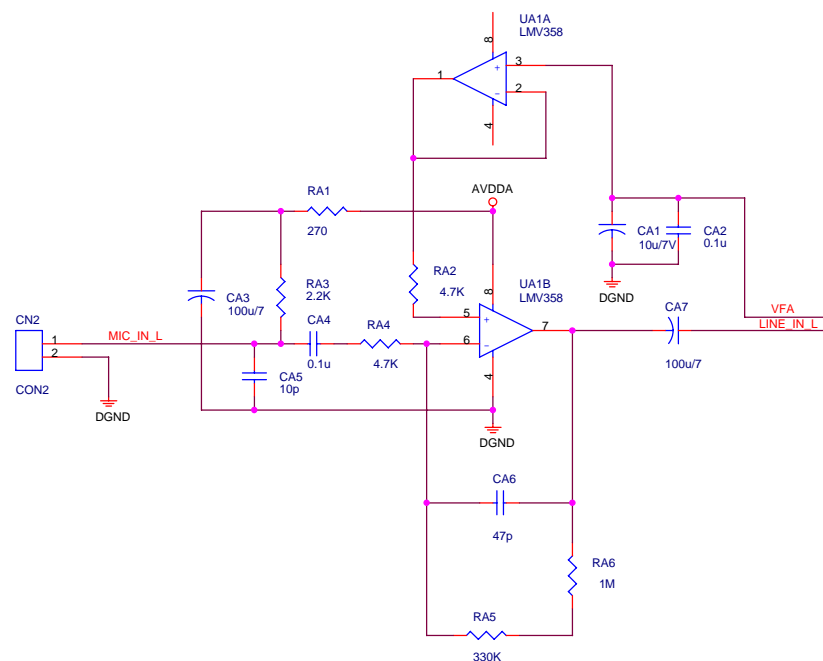 UA1A
LMV358
8
3
1
+
2
−
4
AVDDA
RA1
270
CA1
10u/7V
CA2
0.1u
DGND
RA2
4.7K
UA1B
LMV358
8
RA3
2.2K
CA3
100u/7
CA4
0.1u
RA4
4.7K
5
+
6
−
7
4
CA7
100u/7
VFA
LINE_IN_L
CN2
1
2
MIC_IN_L
CON2
DGND
CA5
10p
DGND
CA6
47p
RA6
1M
RA5
330K